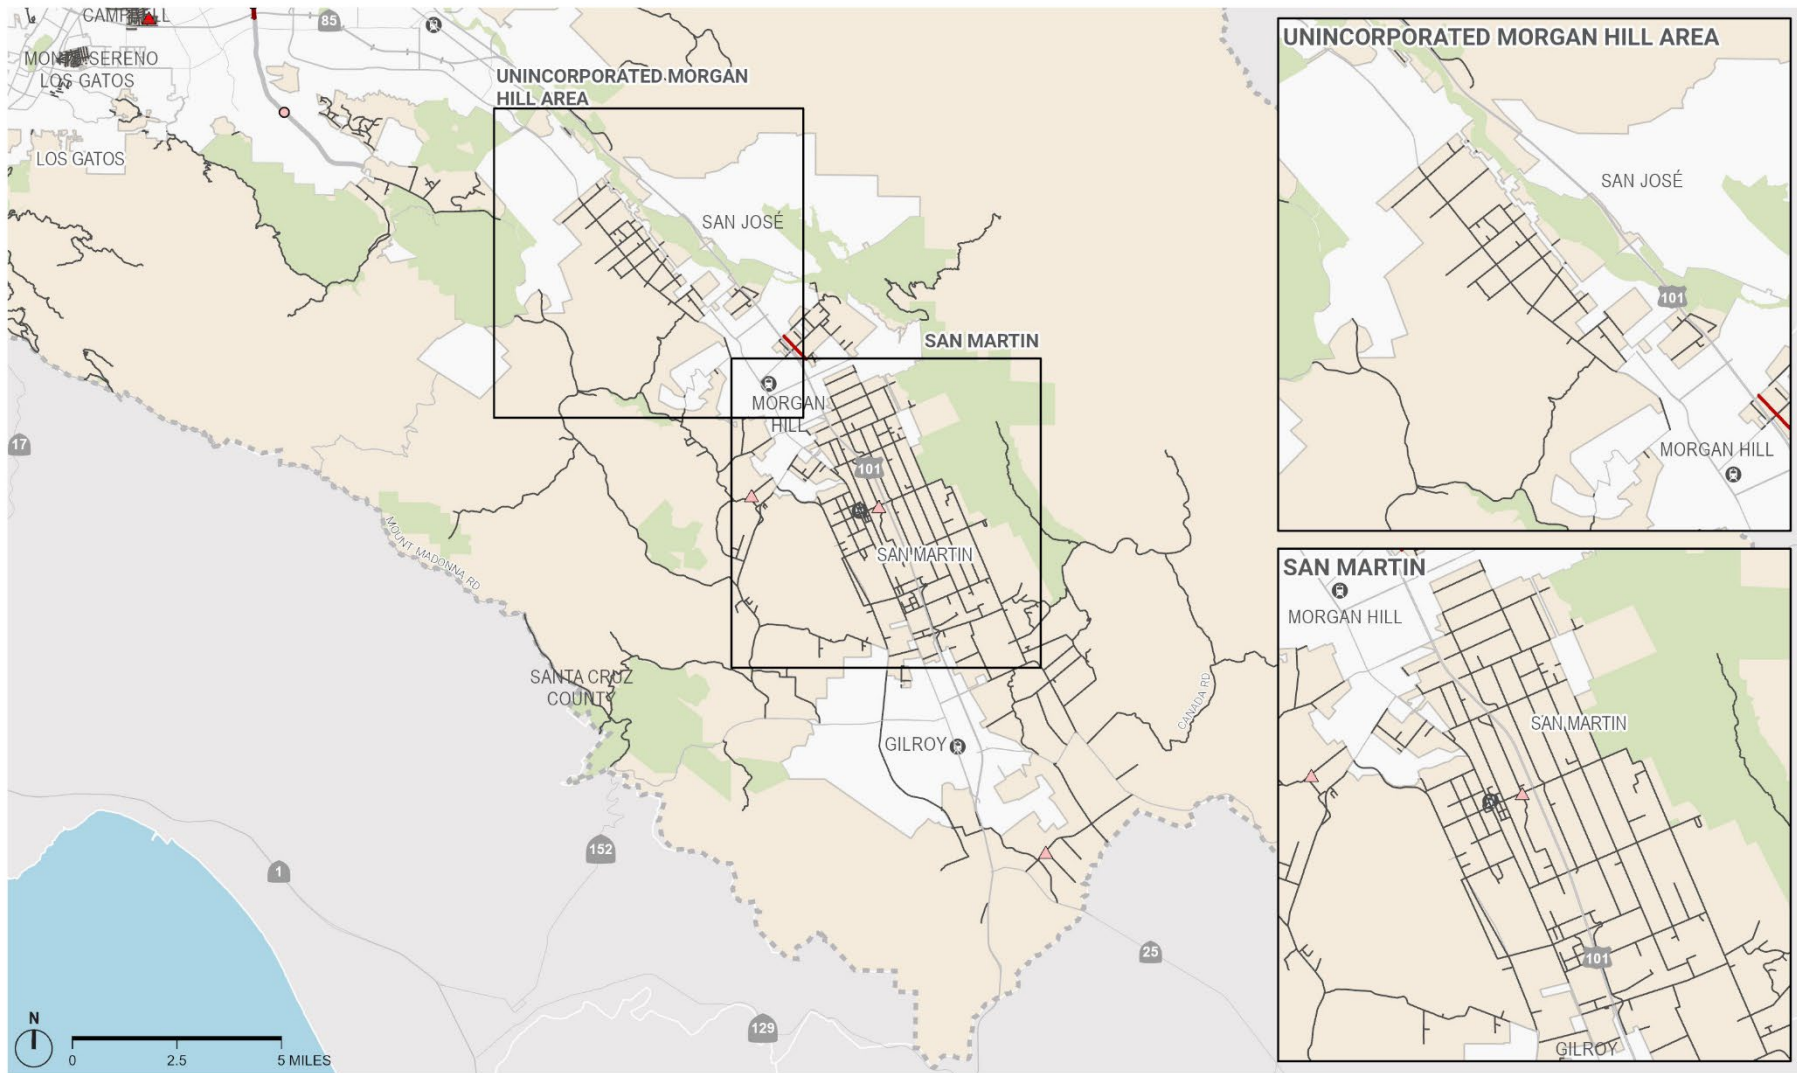 CAMPBELL
85
MONTE SERENO
LOS GATOS
LOS GATOS
UNINCORPORATED MORGAN
HILL AREA
SAN JOSÉ
SAN MARTIN
MORGAN
HILL
101
17
MOUNT MADONNA RD
SAN MARTIN
SANTA CRUZ
COUNTY
CANADA RD
GILROY
152
1
25
129
N
0
2.5
5 MILES
UNINCORPORATED MORGAN HILL AREA
SAN JOSÉ
101
MORGAN HILL
SAN MARTIN
MORGAN HILL
SAN MARTIN
101
GILROY